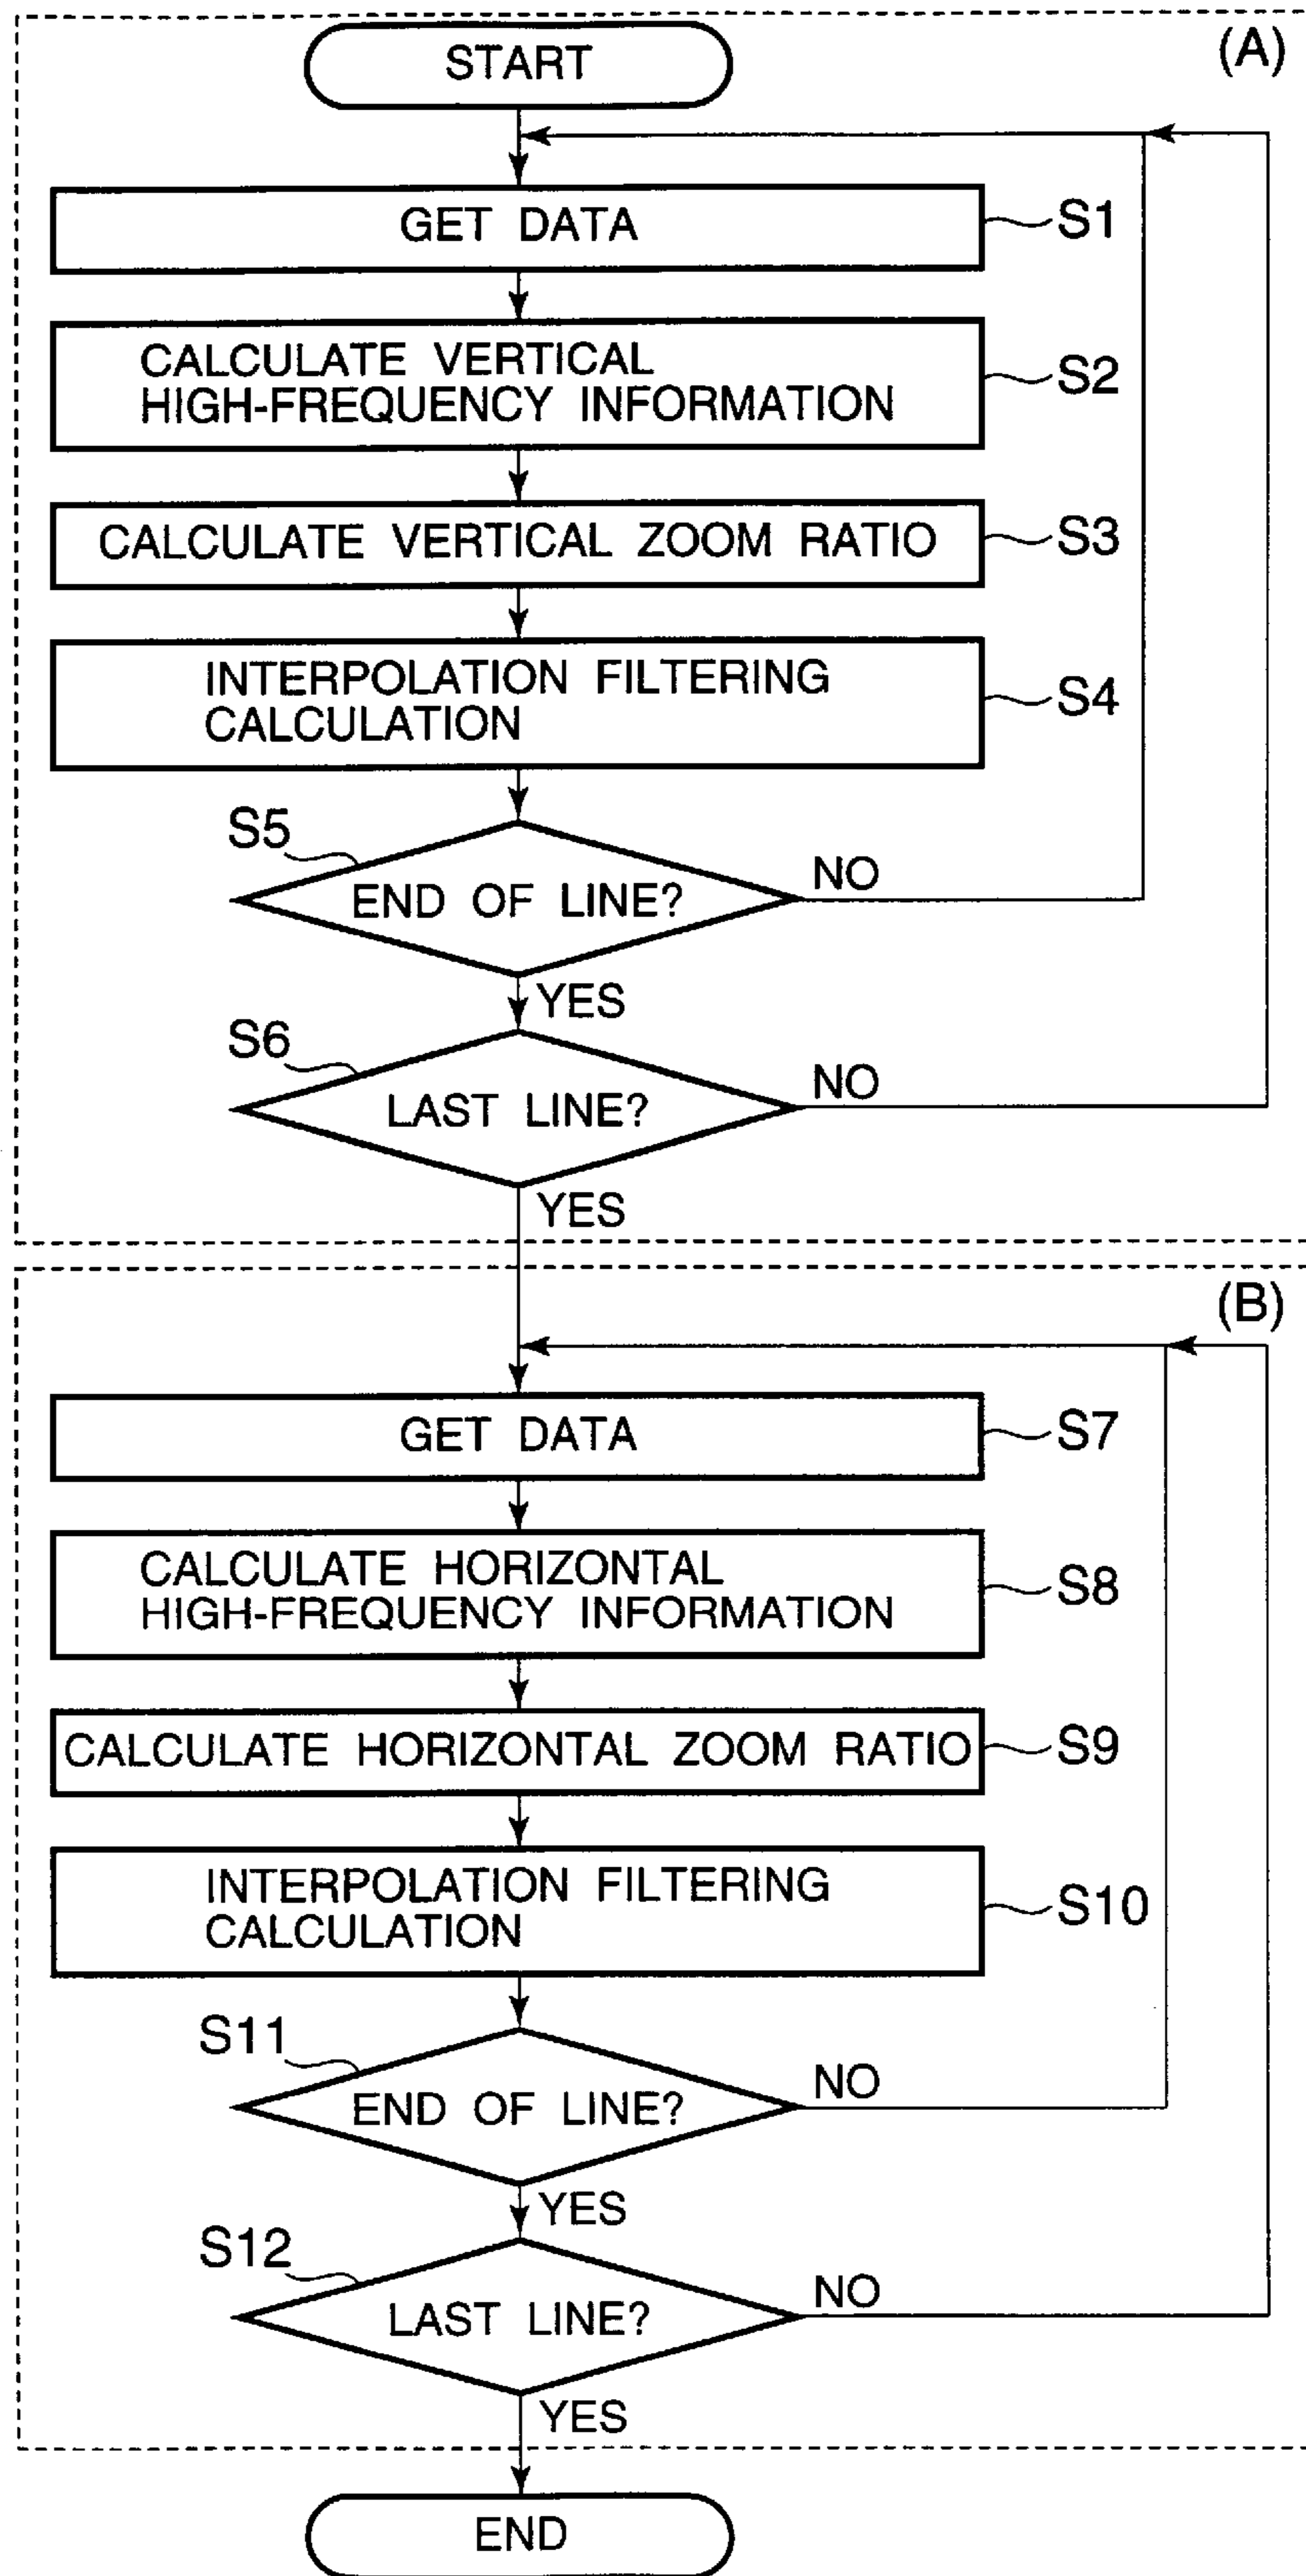 (A)
START
GET DATA
S1
CALCULATE VERTICAL
HIGH-FREQUENCY INFORMATION
S2
CALCULATE VERTICAL ZOOM RATIO
S3
INTERPOLATION FILTERING
CALCULATION
S4
S5
END OF LINE?
NO
YES
S6
LAST LINE?
NO
YES
(B)
GET DATA
S7
CALCULATE HORIZONTAL
HIGH-FREQUENCY INFORMATION
S8
CALCULATE HORIZONTAL ZOOM RATIO
S9
INTERPOLATION FILTERING
CALCULATION
S10
S11
END OF LINE?
NO
YES
S12
LAST LINE?
NO
YES
END